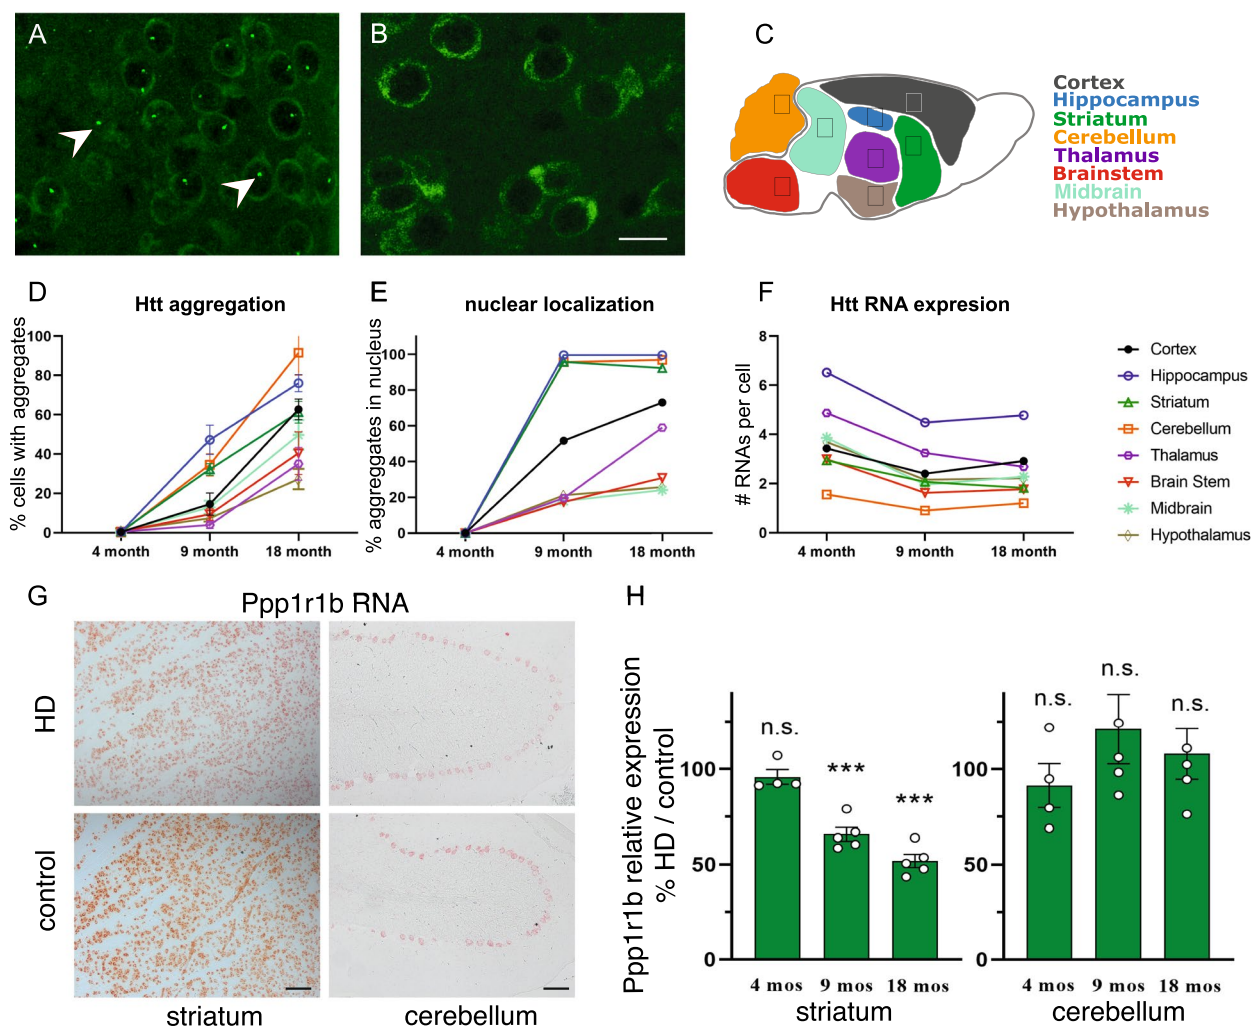 A
B
C
Cortex
Hippocampus
Striatum
Cerebellum
Thalamus
Brainstem
Midbrain
Hypothalamus
D
Htt aggregation
% cells with aggregates
100
80
60
40
20
0
4 month
9 month
18 month
E
nuclear localization
% aggregates in nucleus
100
80
60
40
20
0
4 month
9 month
18 month
F
Htt RNA expresion
# RNAs per cell
8
6
4
2
0
4 month
9 month
18 month
Cortex
Hippocampus
Striatum
Cerebellum
Thalamus
Brain Stem
Midbrain
Hypothalamus
G
Ppp1r1b RNA
HD
control
striatum
cerebellum
H
Ppp1r1b relative expression
% HD / control
100
50
0
n.s.
***
***
4 mos
9 mos
18 mos
striatum
100
50
0
n.s.
n.s.
n.s.
4 mos
9 mos
18 mos
cerebellum